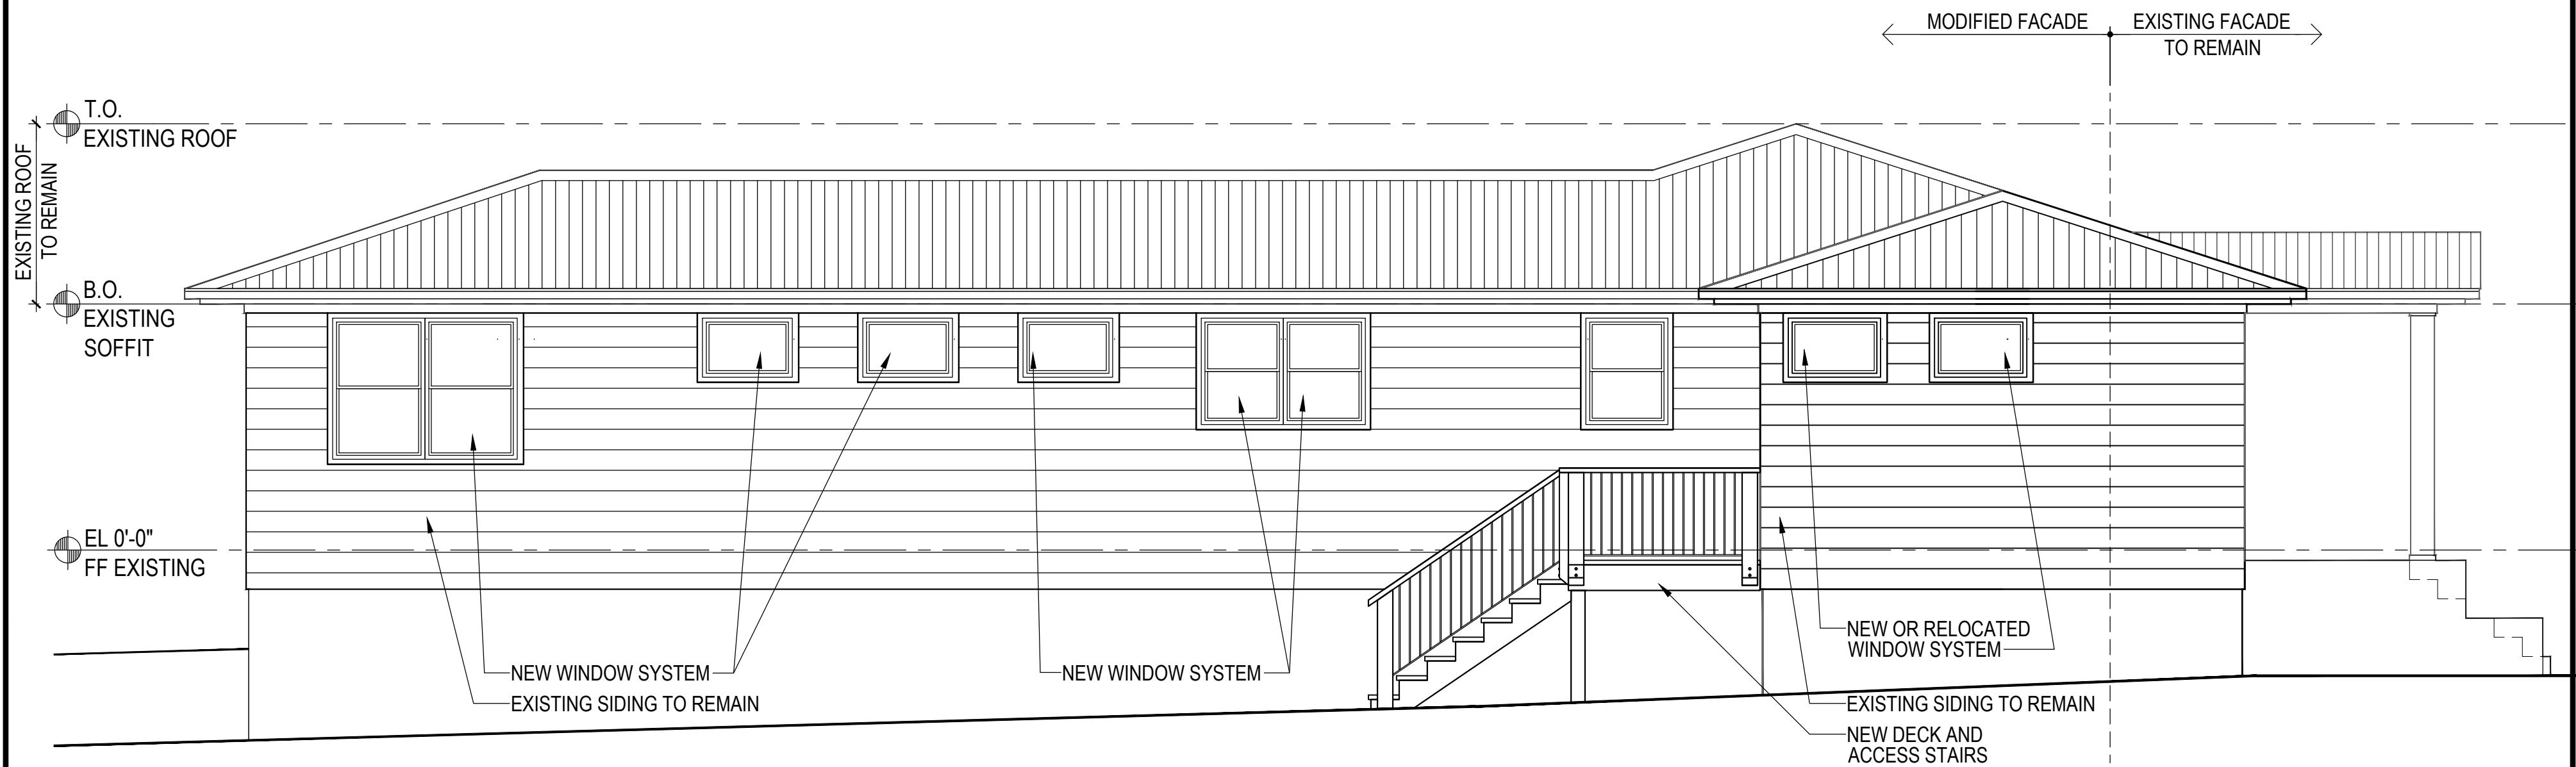 MODIFIED FACADE
EXISTING FACADE
TO REMAIN
T.O.
EXISTING ROOF
EXISTING ROOF
TO REMAIN
B.O.
EXISTING
SOFFIT
EL 0'-0"
FF EXISTING
NEW WINDOW SYSTEM
EXISTING SIDING TO REMAIN
NEW WINDOW SYSTEM
NEW OR RELOCATED
WINDOW SYSTEM
EXISTING SIDING TO REMAIN
NEW DECK AND
ACCESS STAIRS